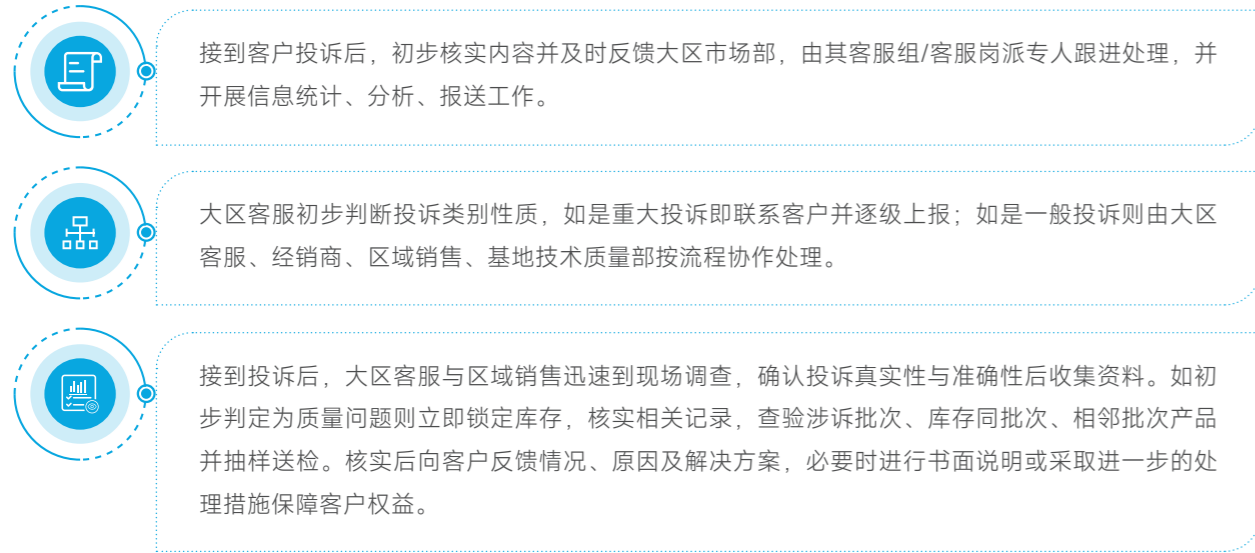 接到客户投诉后，初步核实内容并及时反馈大区市场部，由其客服组/客服岗派专人跟进处理，并
开展信息统计、分析、报送工作。
大区客服初步判断投诉类别性质，如是重大投诉即联系客户并逐级上报；如是一般投诉则由大区
客服、经销商、区域销售、基地技术质量部按流程协作处理。
接到投诉后，大区客服与区域销售迅速到现场调查，确认投诉真实性与准确性后收集资料。如初
步判定为质量问题则立即锁定库存，核实相关记录，查验涉诉批次、库存同批次、相邻批次产品
并抽样送检。核实后向客户反馈情况、原因及解决方案，必要时进行书面说明或采取进一步的处
理措施保障客户权益。